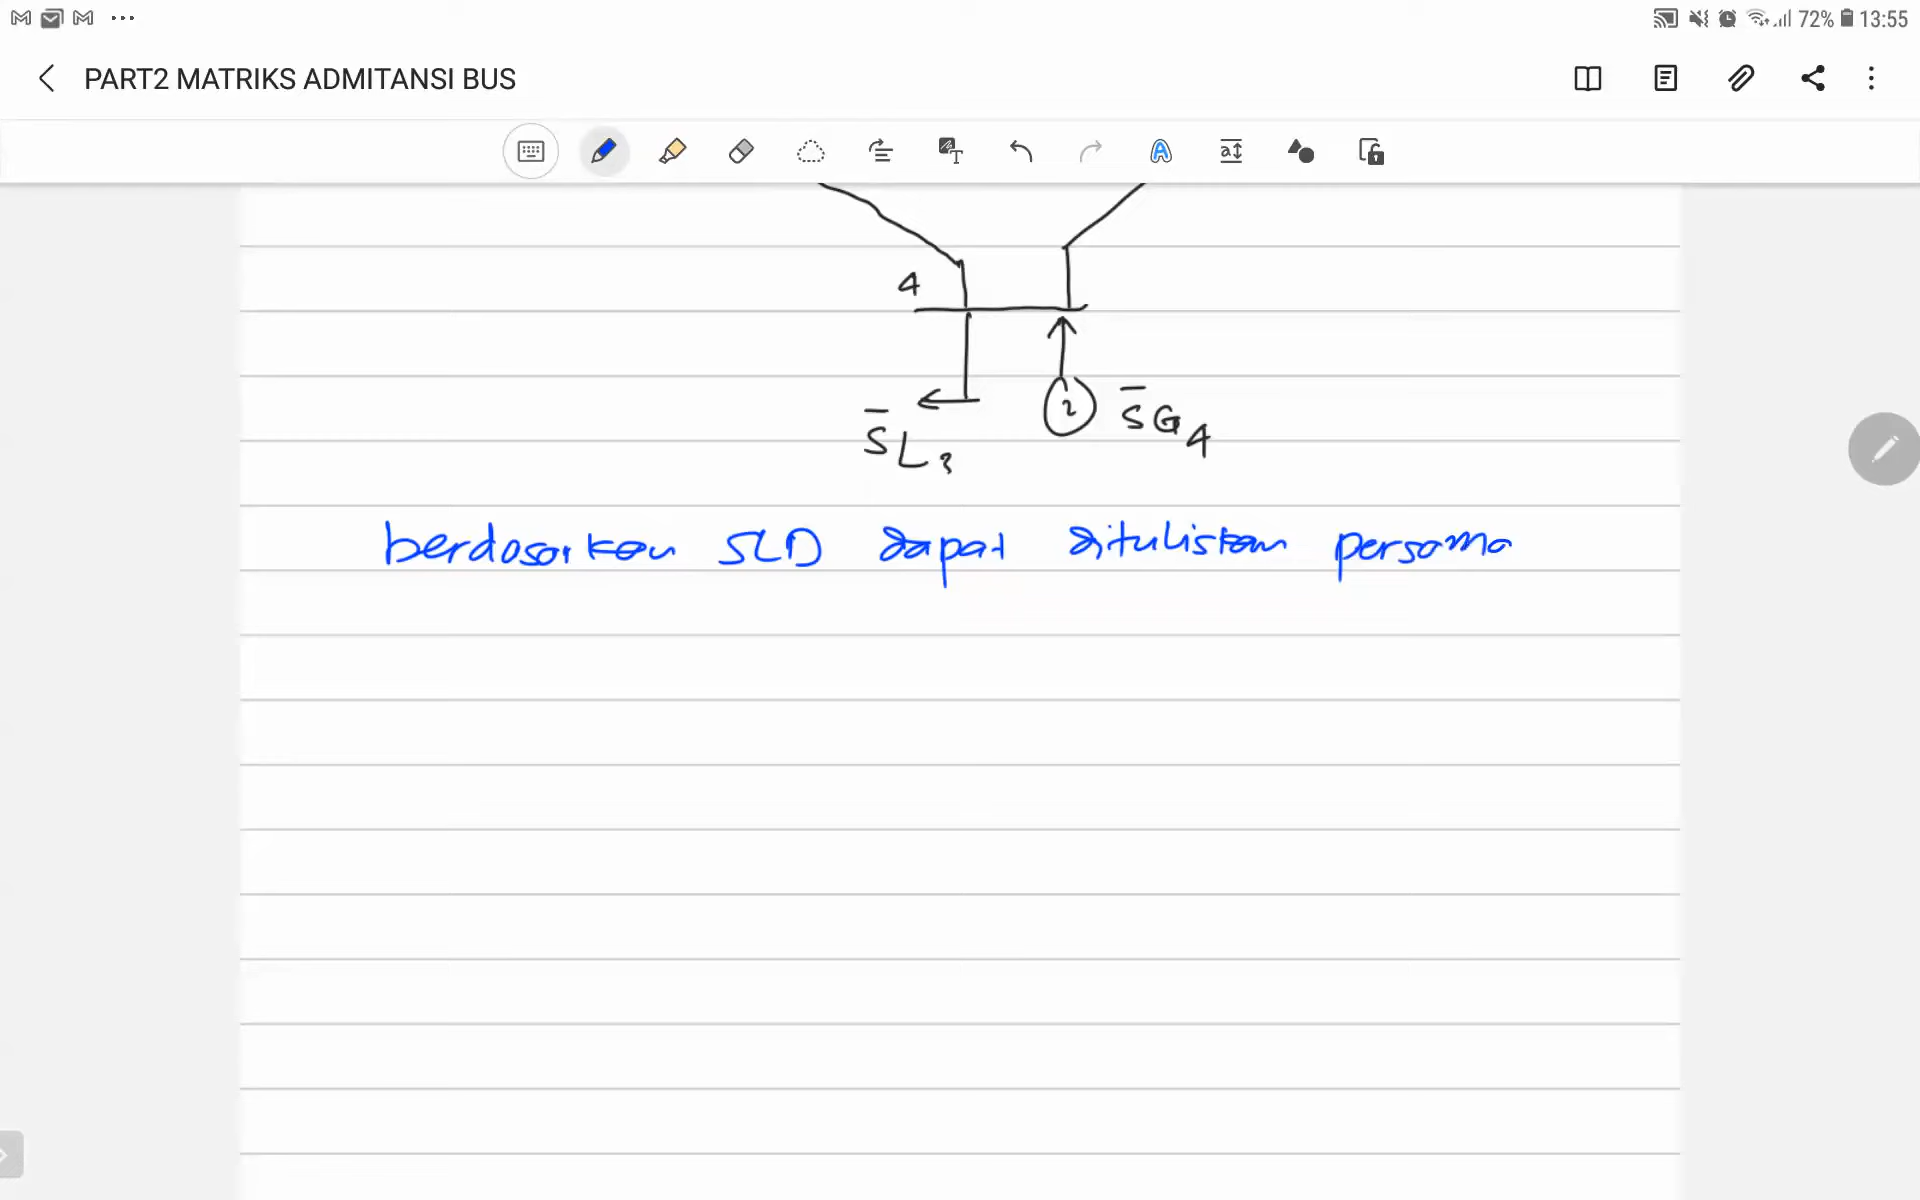 72% 13:55
PART2 MATRIKS ADMITANSI BUS
4
2
S̄G4
S̄L3
berdasarkan SLD dapat dituliskan persama